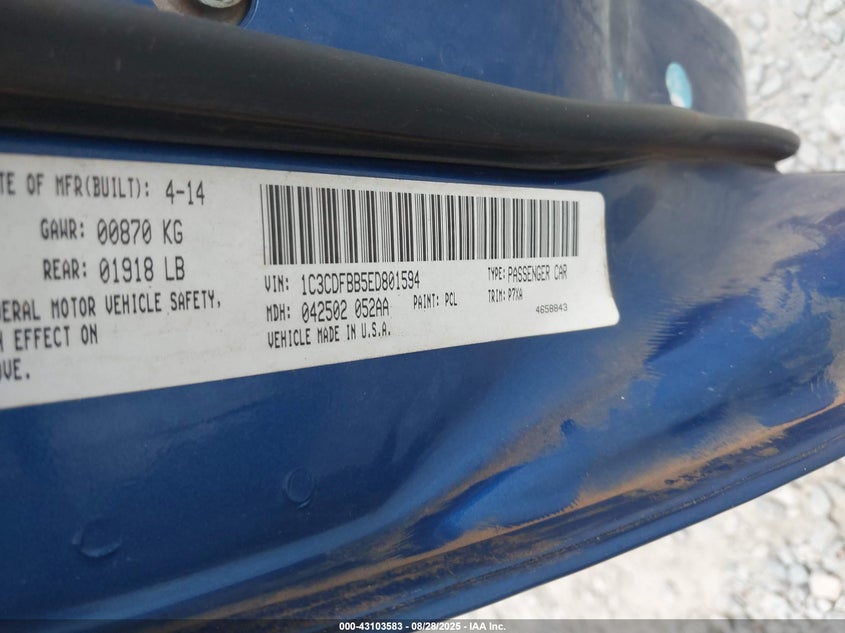 TE OF MFR(BUILT): 4-14
GAWR: 00870 KG
REAR: 01918 LB
ERAL MOTOR VEHICLE SAFETY,
EFFECT ON
OVE.
VIN: 1C3CDFBB5ED801594
TYPE: PASSENGER CAR
MDH: 042502 052AA
PAINT: PCL
TRIM: P7XA
VEHICLE MADE IN U.S.A.
4658843
000-43103583 - 08/28/2025 - IAA Inc.